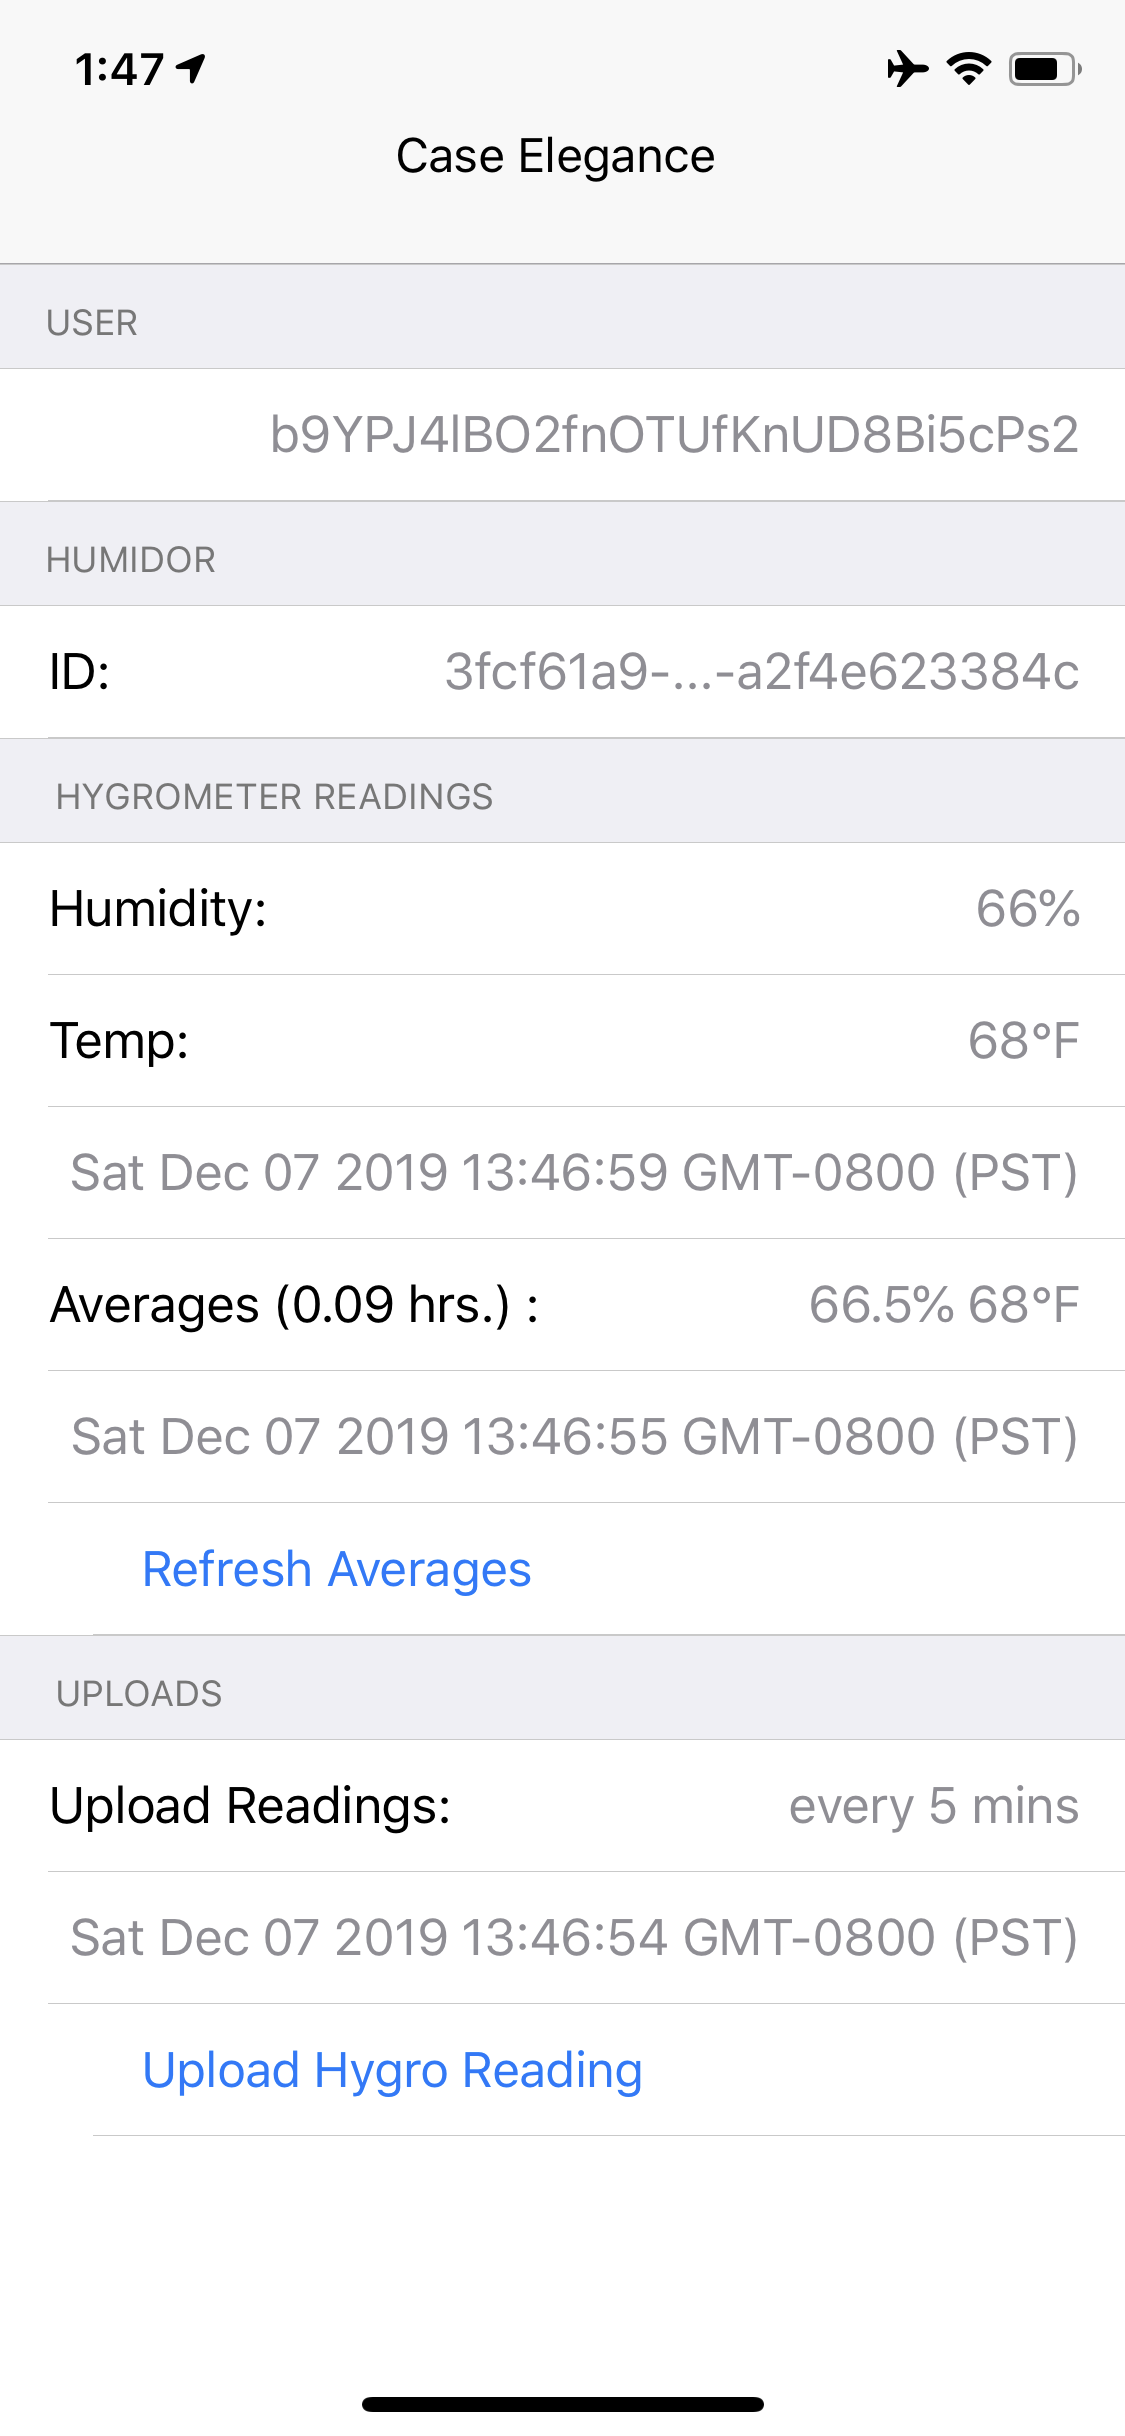 1:47
Case Elegance
USER
b9YPJ4lBO2fnOTUfKnUD8Bi5cPs2
HUMIDOR
ID: 3fcf61a9-...-a2f4e623384c
HYGROMETER READINGS
Humidity: 66%
Temp: 68°F
Sat Dec 07 2019 13:46:59 GMT-0800 (PST)
Averages (0.09 hrs.) : 66.5% 68°F
Sat Dec 07 2019 13:46:55 GMT-0800 (PST)
Refresh Averages
UPLOADS
Upload Readings: every 5 mins
Sat Dec 07 2019 13:46:54 GMT-0800 (PST)
Upload Hygro Reading